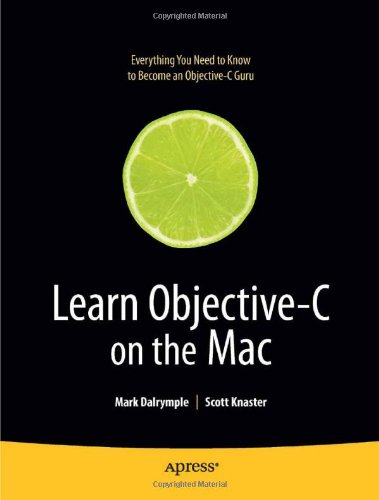 Copyrighted Material
Everything You Need to Know
to Become an Objective-C Guru
Learn Objective-C
on the Mac
Mark Dalrymple | Scott Knaster
Apress®
Copyrighted Material